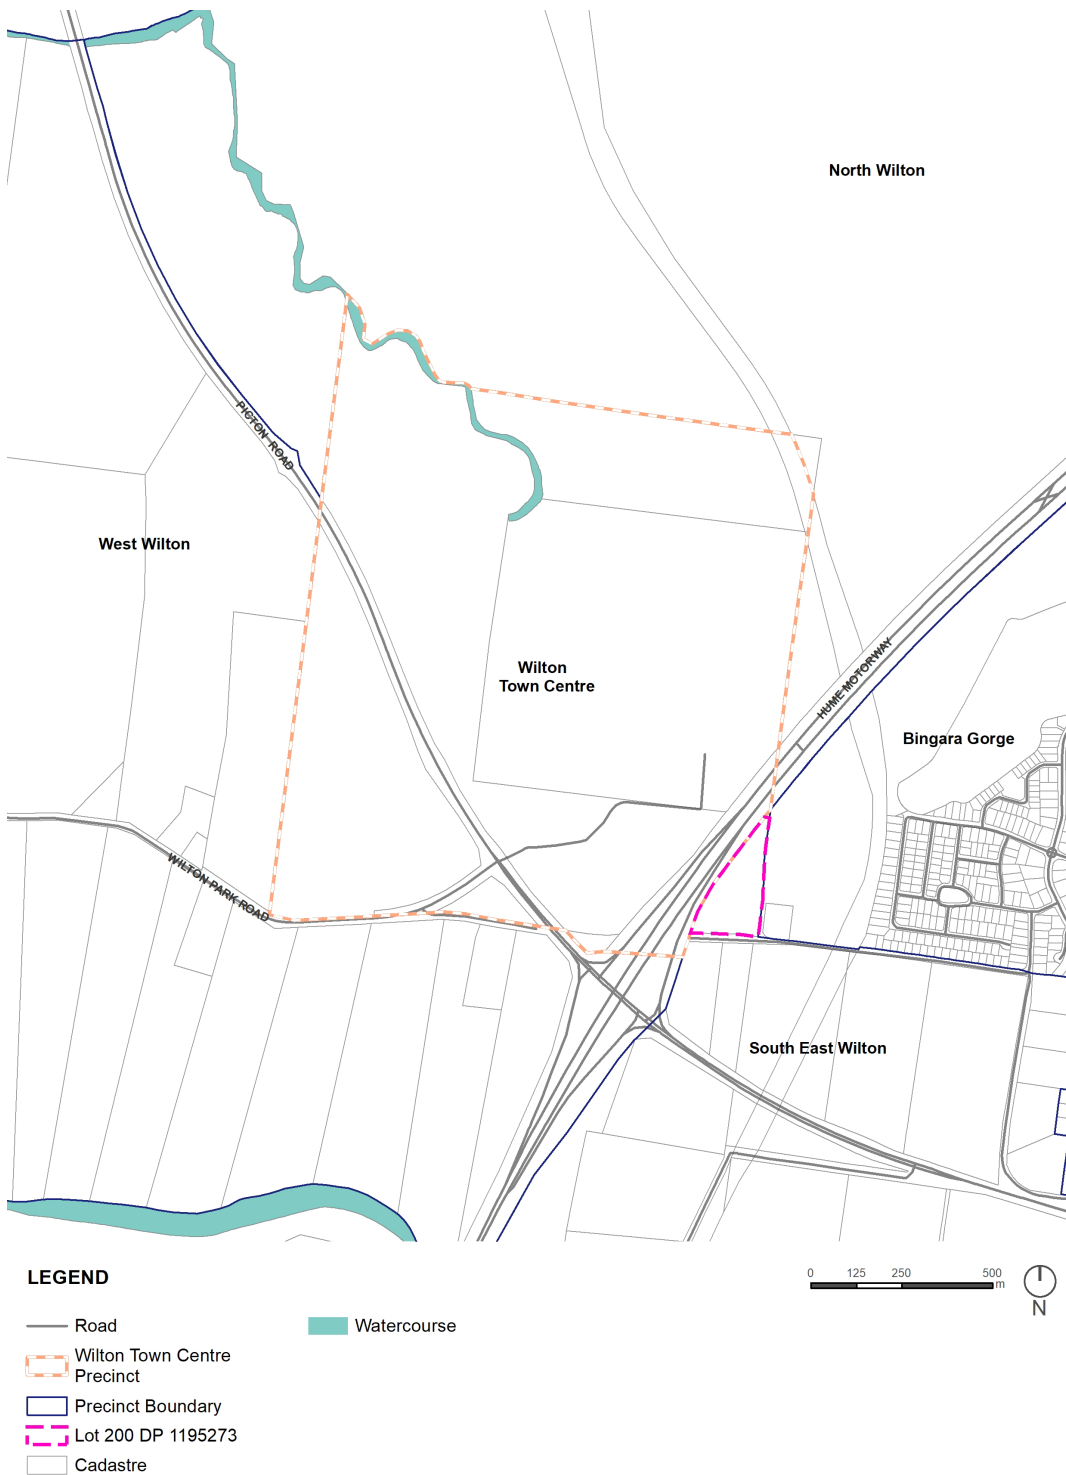 North Wilton
PICTON ROAD
West Wilton
Wilton
Town Centre
HUME MOTORWAY
Bingara Gorge
WILTON PARK ROAD
South East Wilton
LEGEND
0 125 250 500
m
N
Road
Watercourse
Wilton Town Centre
Precinct
Precinct Boundary
Lot 200 DP 1195273
Cadastre